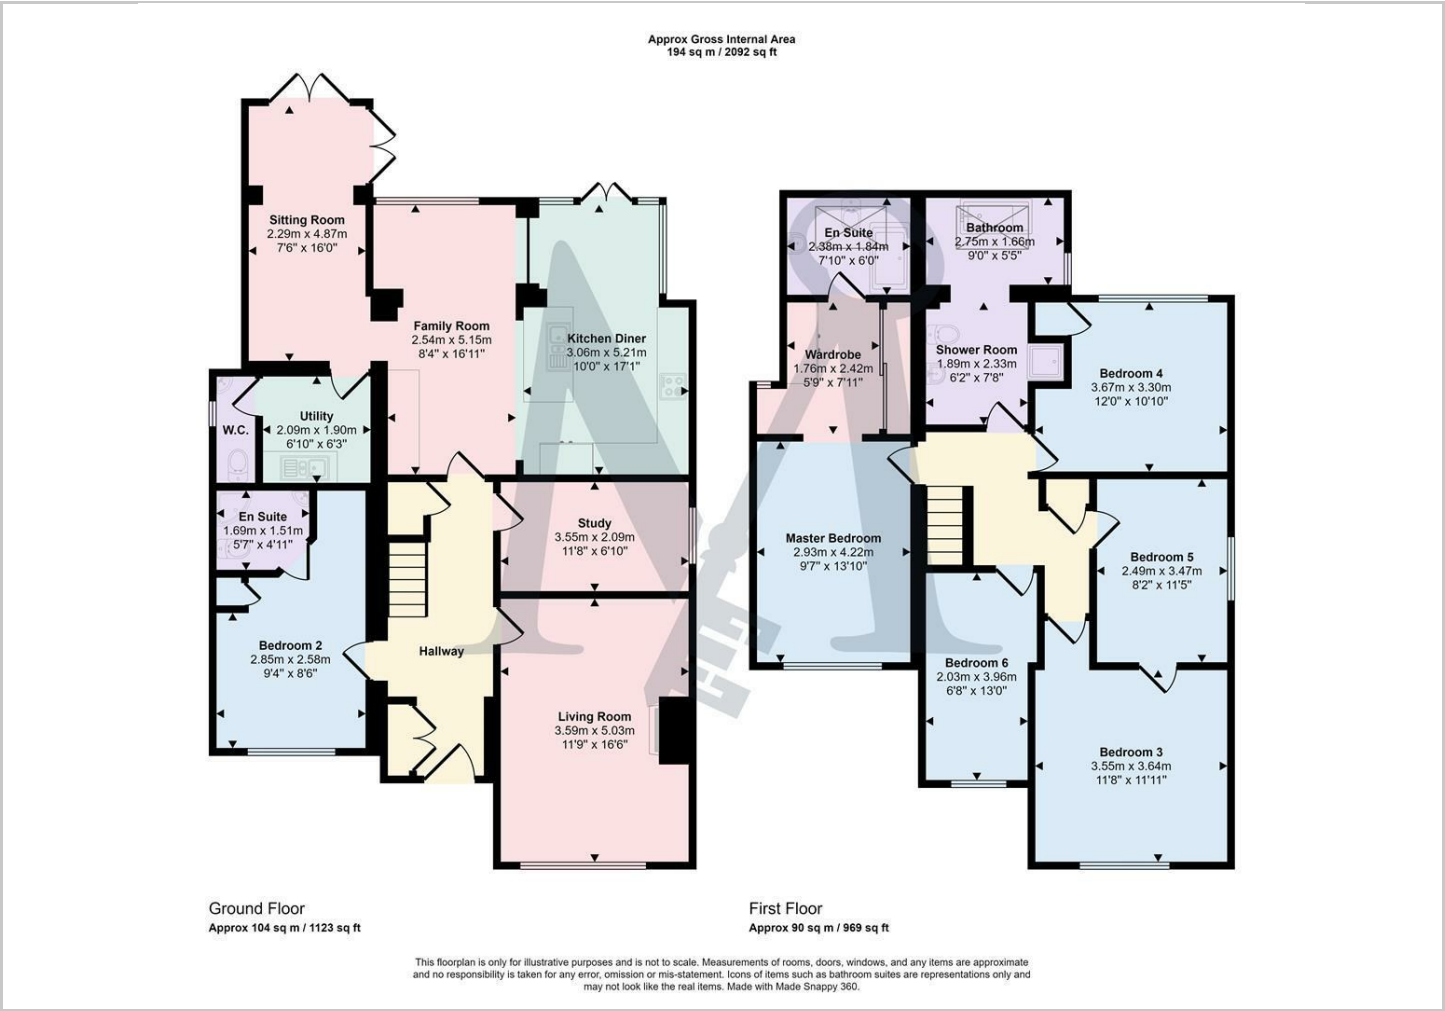 Approx Gross Internal Area
194 sq m / 2092 sq ft
Sitting Room
2.29m x 4.87m
7'6" x 16'0"
Family Room
2.54m x 5.15m
8'4" x 16'11"
Kitchen Diner
3.06m x 5.21m
10'0" x 17'1"
W.C.
Utility
2.09m x 1.90m
6'10" x 6'3"
En Suite
1.69m x 1.51m
5'7" x 4'11"
Study
3.55m x 2.09m
11'8" x 6'10"
Bedroom 2
2.85m x 2.58m
9'4" x 8'6"
Hallway
Living Room
3.59m x 5.03m
11'9" x 16'6"
En Suite
2.38m x 1.84m
7'10" x 6'0"
Bathroom
2.75m x 1.66m
9'0" x 5'5"
Wardrobe
1.76m x 2.42m
5'9" x 7'11"
Shower Room
1.89m x 2.33m
6'2" x 7'8"
Bedroom 4
3.67m x 3.30m
12'0" x 10'10"
Master Bedroom
2.93m x 4.22m
9'7" x 13'10"
Bedroom 5
2.49m x 3.47m
8'2" x 11'5"
Bedroom 6
2.03m x 3.96m
6'8" x 13'0"
Bedroom 3
3.55m x 3.64m
11'8" x 11'11"
Ground Floor
Approx 104 sq m / 1123 sq ft
First Floor
Approx 90 sq m / 969 sq ft
This floorplan is only for illustrative purposes and is not to scale. Measurements of rooms, doors, windows, and any items are approximate
and no responsibility is taken for any error, omission or mis-statement. Icons of items such as bathroom suites are representations only and
may not look like the real items. Made with Made Snappy 360.